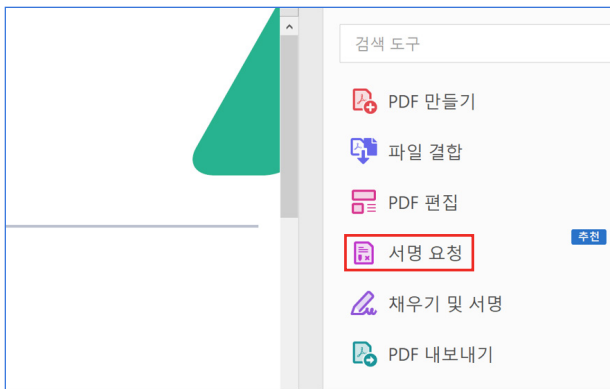 검색 도구
PDF 만들기
파일 결합
PDF 편집
서명 요청
추천
채우기 및 서명
PDF 내보내기